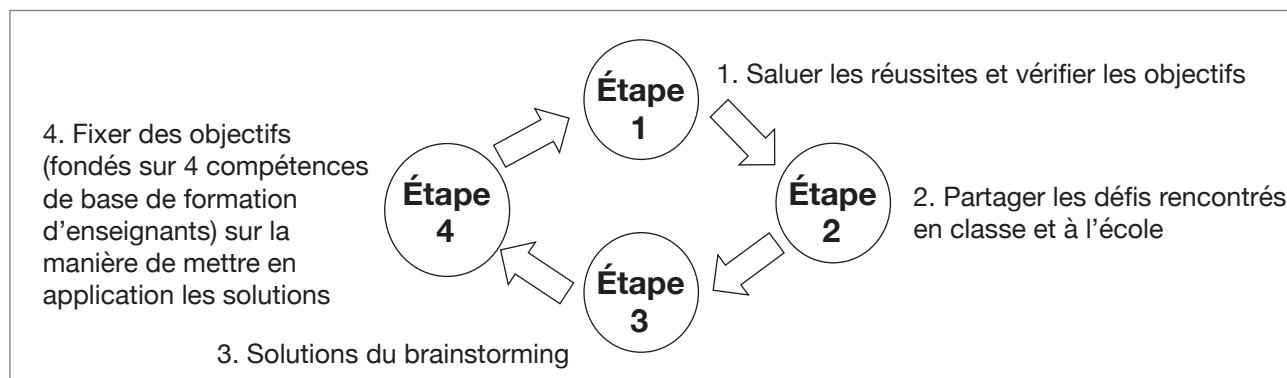 Étape
1
1. Saluer les réussites et vérifier les objectifs
Étape
2
2. Partager les défis rencontrés
en classe et à l'école
Étape
3
3. Solutions du brainstorming
Étape
4
4. Fixer des objectifs
(fondés sur 4 compétences
de base de formation
d'enseignants) sur la
manière de mettre en
application les solutions